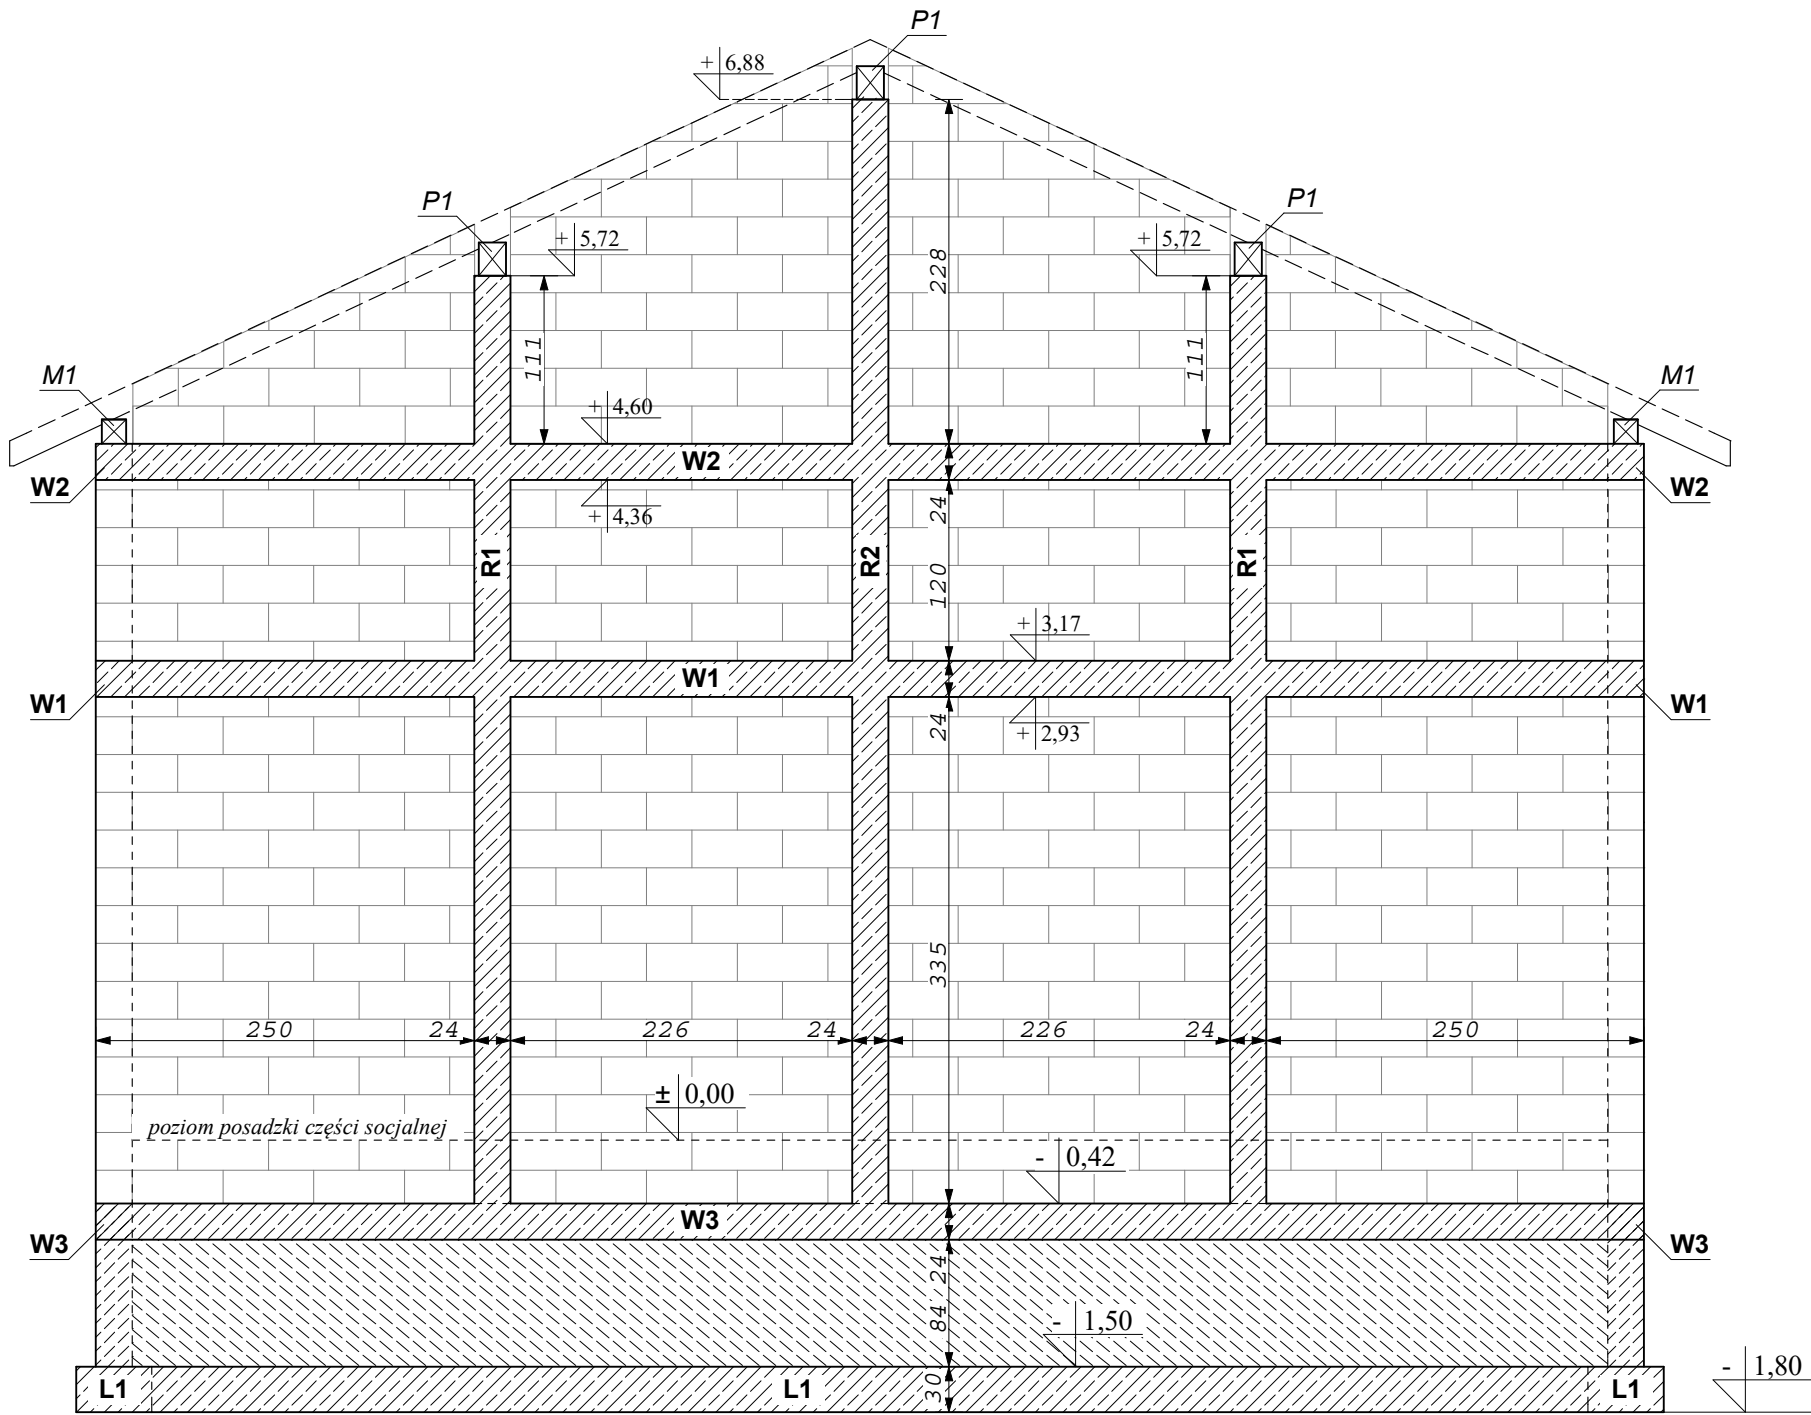 P1
+ 6,88
P1
P1
+ 5,72
+ 5,72
228
111
111
M1
M1
+ 4,60
W2
W2
W2
+ 4,36
24
R1
R2
R1
120
+ 3,17
W1
W1
W1
24
+ 2,93
335
250
24
226
24
226
24
250
± 0,00
poziom posadzki części socjalnej
- 0,42
W3
W3
W3
24
84
- 1,50
L1
L1
L1
30
- 1,80